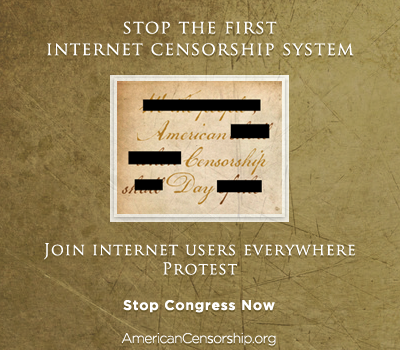 STOP THE FIRST
INTERNET CENSORSHIP SYSTEM
American
Censorship
Day
JOIN INTERNET USERS EVERYWHERE
PROTEST
Stop Congress Now
AmericanCensorship.org